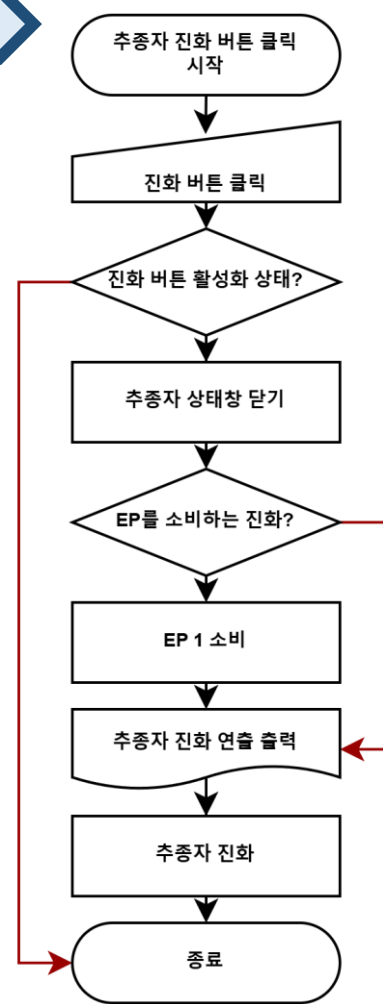 추종자 진화 버튼 클릭
시작
진화 버튼 클릭
진화 버튼 활성화 상태?
추종자 상태창 닫기
EP를 소비하는 진화?
EP 1 소비
추종자 진화 연출 출력
추종자 진화
종료